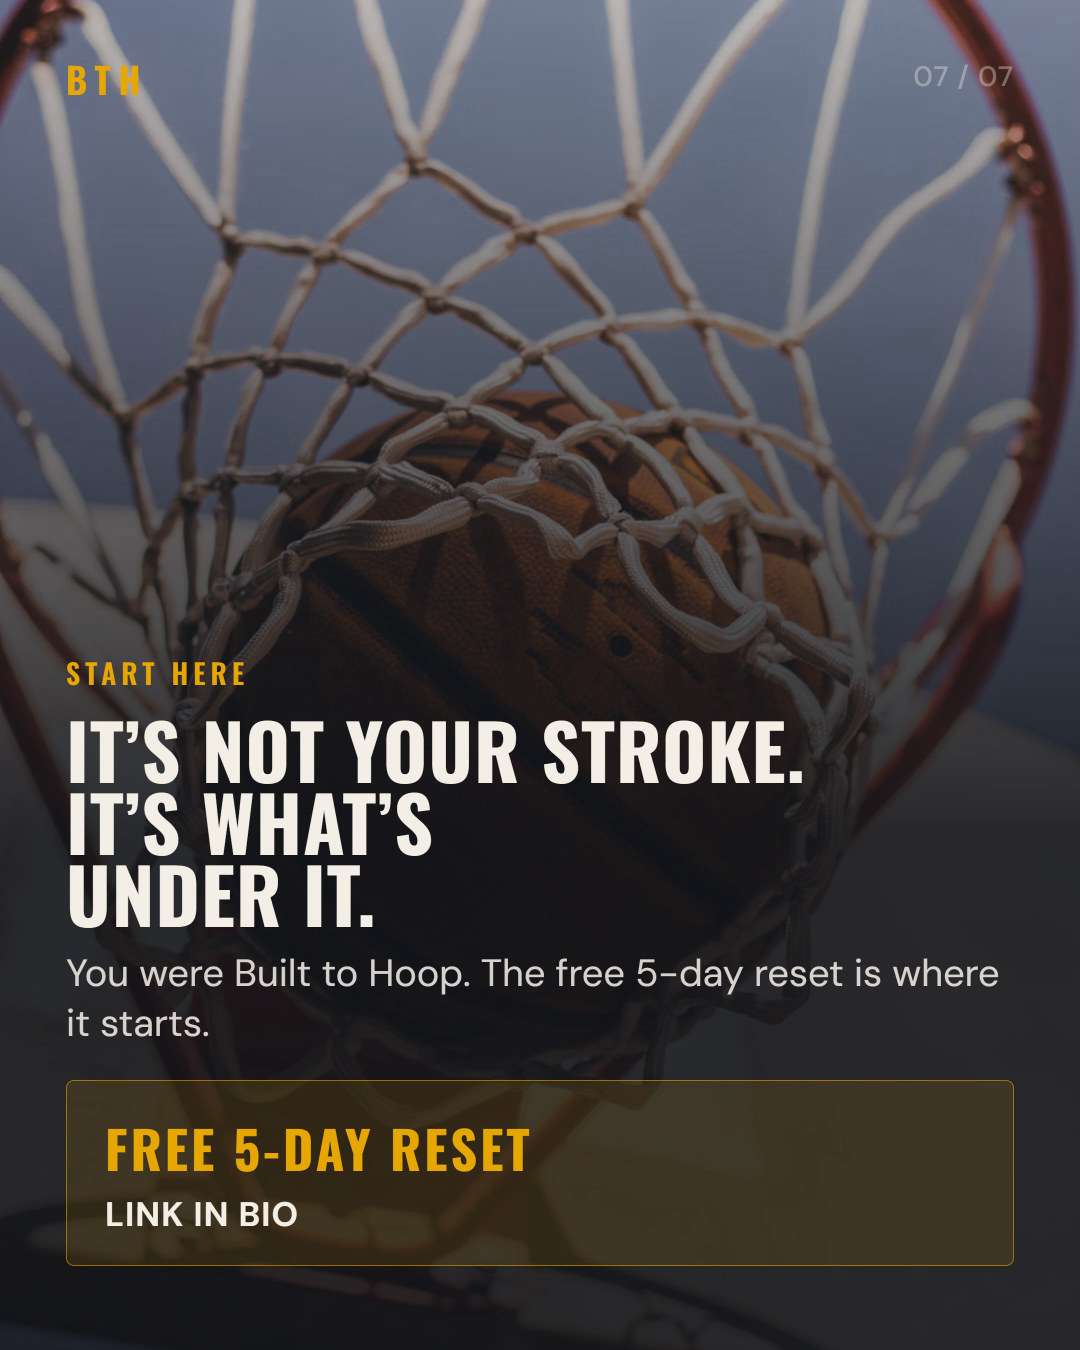 BTH
07 / 07
START HERE
IT’S NOT YOUR STROKE.
IT’S WHAT’S
UNDER IT.
You were Built to Hoop. The free 5-day reset is where
it starts.
FREE 5-DAY RESET
LINK IN BIO